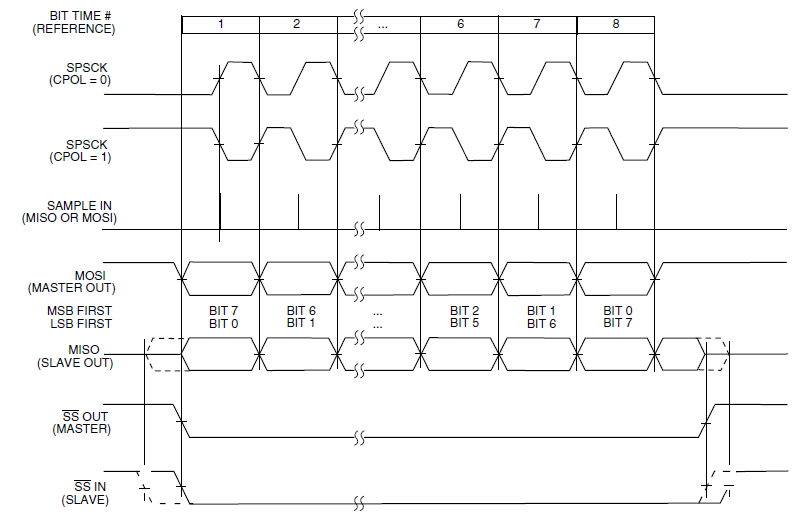 BIT TIME #
(REFERENCE)
1 2 ... 6 7 8
SPSCK
(CPOL = 0)
SPSCK
(CPOL = 1)
SAMPLE IN
(MISO OR MOSI)
MOSI
(MASTER OUT)
MSB FIRST BIT 7 BIT 6 ... BIT 2 BIT 1 BIT 0
LSB FIRST BIT 0 BIT 1 ... BIT 5 BIT 6 BIT 7
MISO
(SLAVE OUT)
S̅S̅ OUT
(MASTER)
S̅S̅ IN
(SLAVE)